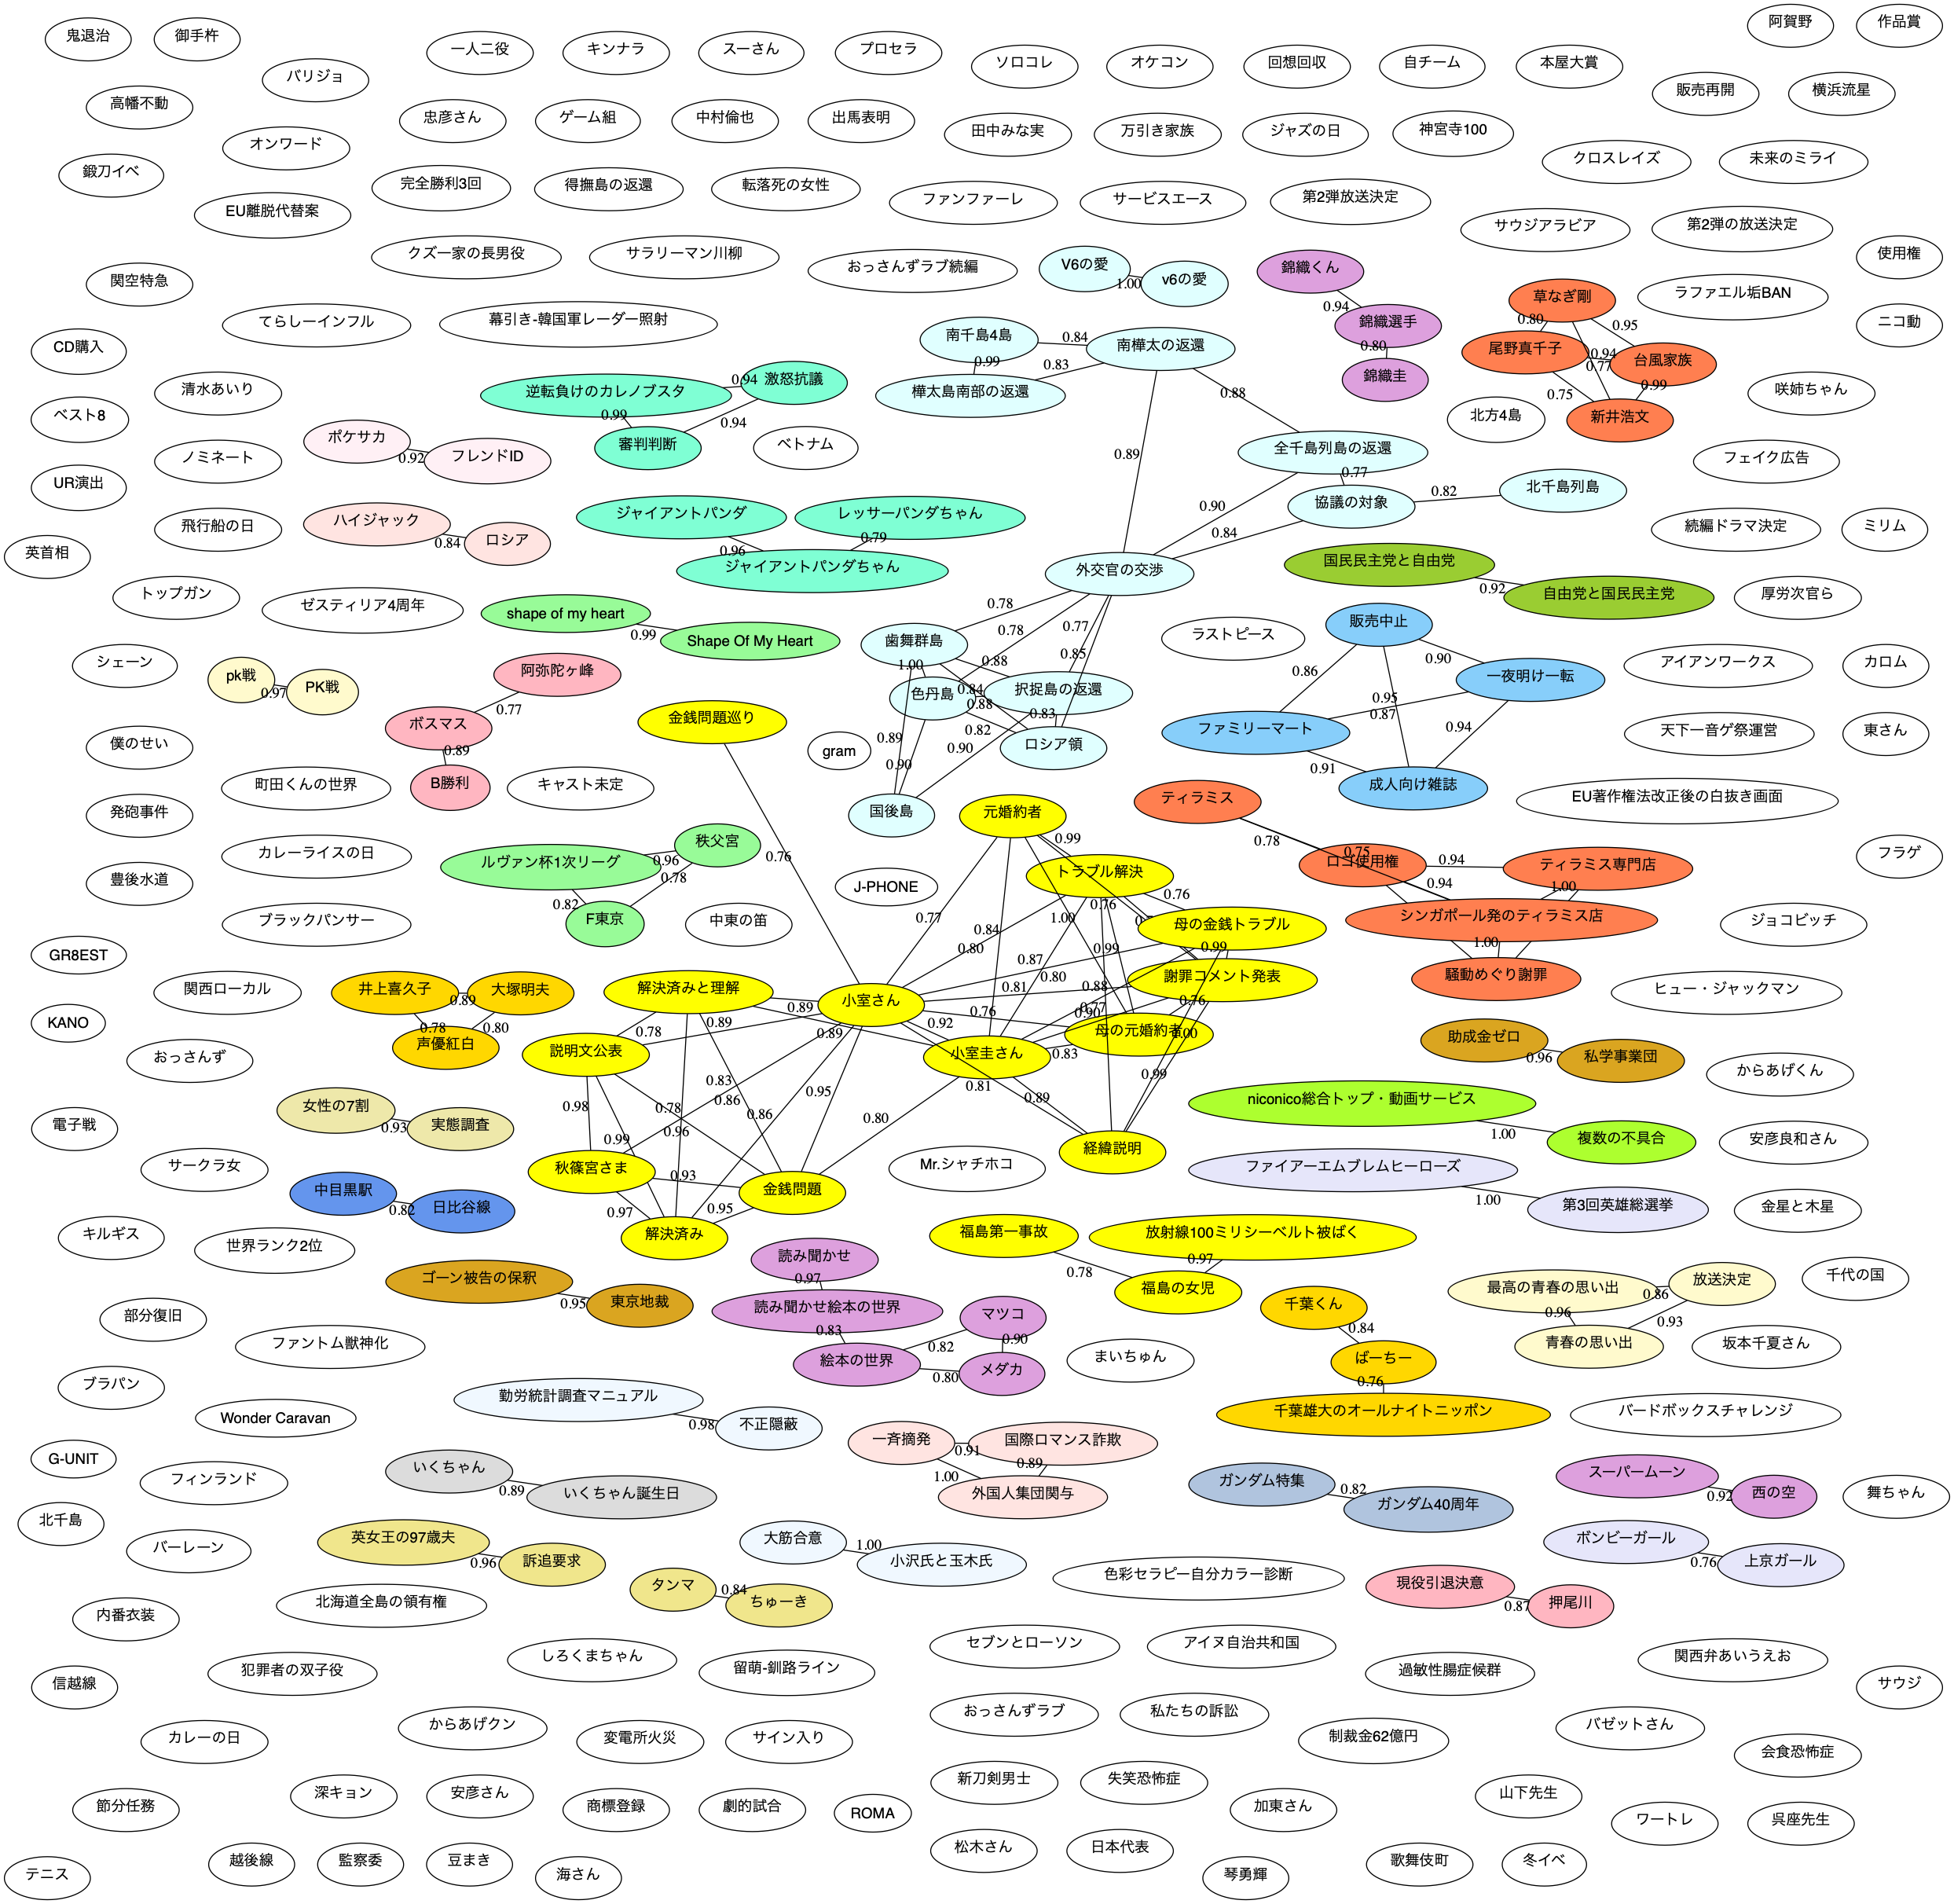 鬼退治
御手杵
一人二役
キンナラ
スーさん
プロセラ
ソロコレ
オケコン
回想回収
自チーム
本屋大賞
阿賀野
作品賞
バリジョ
高幡不動
忠彦さん
ゲーム組
中村倫也
出馬表明
田中みな実
万引き家族
ジャズの日
神宮寺100
販売再開
横浜流星
オンワード
鍛刀イベ
完全勝利3回
得撫島の返還
転落死の女性
ファンファーレ
サービスエース
第2弾放送決定
クロスレイズ
未来のミライ
EU離脱代替案
サウジアラビア
第2弾の放送決定
クズ一家の長男役
サラリーマン川柳
おっさんずラブ続編
V6の愛
1.00
v6の愛
錦織くん
0.94
錦織選手
0.80
錦織圭
使用権
関空特急
草なぎ剛
0.80
0.95
尾野真千子
0.94
0.77
台風家族
0.75
0.99
新井浩文
ラファエル垢BAN
ニコ動
てらしーインフル
幕引き-韓国軍レーダー照射
CD購入
南千島4島
0.84
南樺太の返還
0.99
0.83
樺太島南部の返還
0.88
0.89
清水あいり
逆転負けのカレノブスタ
0.94
激怒抗議
0.99
0.94
審判判断
ベスト8
ポケサカ
0.92
フレンドID
ベトナム
北方4島
咲姉ちゃん
全千島列島の返還
0.77
0.90
協議の対象
0.82
北千島列島
0.84
ノミネート
フェイク広告
UR演出
飛行船の日
ハイジャック
0.84
ロシア
ジャイアントパンダ
0.96
レッサーパンダちゃん
0.79
ジャイアントパンダちゃん
続編ドラマ決定
ミリム
英首相
外交官の交渉
国民民主党と自由党
0.92
自由党と国民民主党
厚労次官ら
トップガン
ゼスティリア4周年
shape of my heart
0.99
Shape Of My Heart
0.78
0.78
0.77
0.85
歯舞群島
1.00
0.88
色丹島
0.84
0.88
択捉島の返還
0.83
0.82
ロシア領
0.89
0.90
0.90
国後島
ラストピース
販売中止
0.86
0.90
一夜明け一転
0.95
0.87
ファミリーマート
0.94
0.91
成人向け雑誌
アイアンワークス
カロム
シェーン
pk戦
0.97
PK戦
阿弥陀ヶ峰
0.77
ボスマス
0.89
B勝利
金銭問題巡り
gram
僕のせい
天下一音ゲ祭運営
東さん
町田くんの世界
キャスト未定
発砲事件
EU著作権法改正後の白抜き画面
元婚約者
0.99
ティラミス
0.78
0.75
ロゴ使用権
0.94
ティラミス専門店
0.94
1.00
シンガポール発のティラミス店
1.00
騒動めぐり謝罪
カレーライスの日
ルヴァン杯1次リーグ
0.96
秩父宮
0.78
0.82
F東京
0.76
J-PHONE
トラブル解決
0.76
フラゲ
豊後水道
ブラックパンサー
中東の笛
0.77
1.00
0.76
母の金銭トラブル
0.84
0.80
0.99
0.99
ジョコビッチ
GR8EST
0.87
0.80
謝罪コメント発表
関西ローカル
井上喜久子
0.89
大塚明夫
0.78
0.80
声優紅白
解決済みと理解
0.89
小室さん
0.81
0.88
0.76
ヒュー・ジャックマン
KANO
0.78
0.89
0.89
0.92
0.76
0.77
0.90
母の元婚約者
1.00
おっさんず
説明文公表
小室圭さん
0.83
助成金ゼロ
0.96
私学事業団
からあげくん
0.83
0.86
0.95
0.81
0.89
0.99
女性の7割
0.93
実態調査
0.98
0.78
0.86
0.80
niconico総合トップ・動画サービス
1.00
複数の不具合
電子戦
0.99
0.96
経緯説明
安彦良和さん
サークラ女
秋篠宮さま
0.93
金銭問題
Mr.シャチホコ
ファイアーエムブレムヒーローズ
1.00
第3回英雄総選挙
金星と木星
中目黒駅
0.82
日比谷線
0.97
0.95
解決済み
キルギス
世界ランク2位
福島第一事故
0.78
放射線100ミリシーベルト被ばく
0.97
福島の女児
読み聞かせ
0.97
読み聞かせ絵本の世界
0.83
絵本の世界
0.82
マツコ
0.90
0.80
メダカ
ゴーン被告の保釈
0.95
東京地裁
千葉くん
0.84
ばーちー
0.76
千葉雄大のオールナイトニッポン
最高の青春の思い出
0.86
放送決定
0.96
0.93
青春の思い出
千代の国
部分復旧
ファントム獣神化
まいちゅん
坂本千夏さん
ブラパン
Wonder Caravan
勤労統計調査マニュアル
0.98
不正隠蔽
バードボックスチャレンジ
一斉摘発
0.91
国際ロマンス詐欺
1.00
0.89
外国人集団関与
G-UNIT
フィンランド
いくちゃん
0.89
いくちゃん誕生日
ガンダム特集
0.82
ガンダム40周年
スーパームーン
0.92
西の空
舞ちゃん
北千島
バーレーン
英女王の97歳夫
0.96
訴追要求
大筋合意
1.00
小沢氏と玉木氏
ボンビーガール
0.76
上京ガール
タンマ
0.84
ちゅーき
色彩セラピー自分カラー診断
現役引退決意
0.87
押尾川
内番衣装
北海道全島の領有権
犯罪者の双子役
しろくまちゃん
留萌-釧路ライン
セブンとローソン
アイヌ自治共和国
過敏性腸症候群
関西弁あいうえお
信越線
サウジ
カレーの日
からあげクン
変電所火災
サイン入り
おっさんずラブ
私たちの訴訟
制裁金62億円
バゼットさん
会食恐怖症
節分任務
深キョン
安彦さん
商標登録
劇的試合
ROMA
新刀剣男士
失笑恐怖症
加東さん
山下先生
ワートレ
呉座先生
テニス
越後線
監察委
豆まき
海さん
松木さん
日本代表
琴勇輝
歌舞伎町
冬イベ